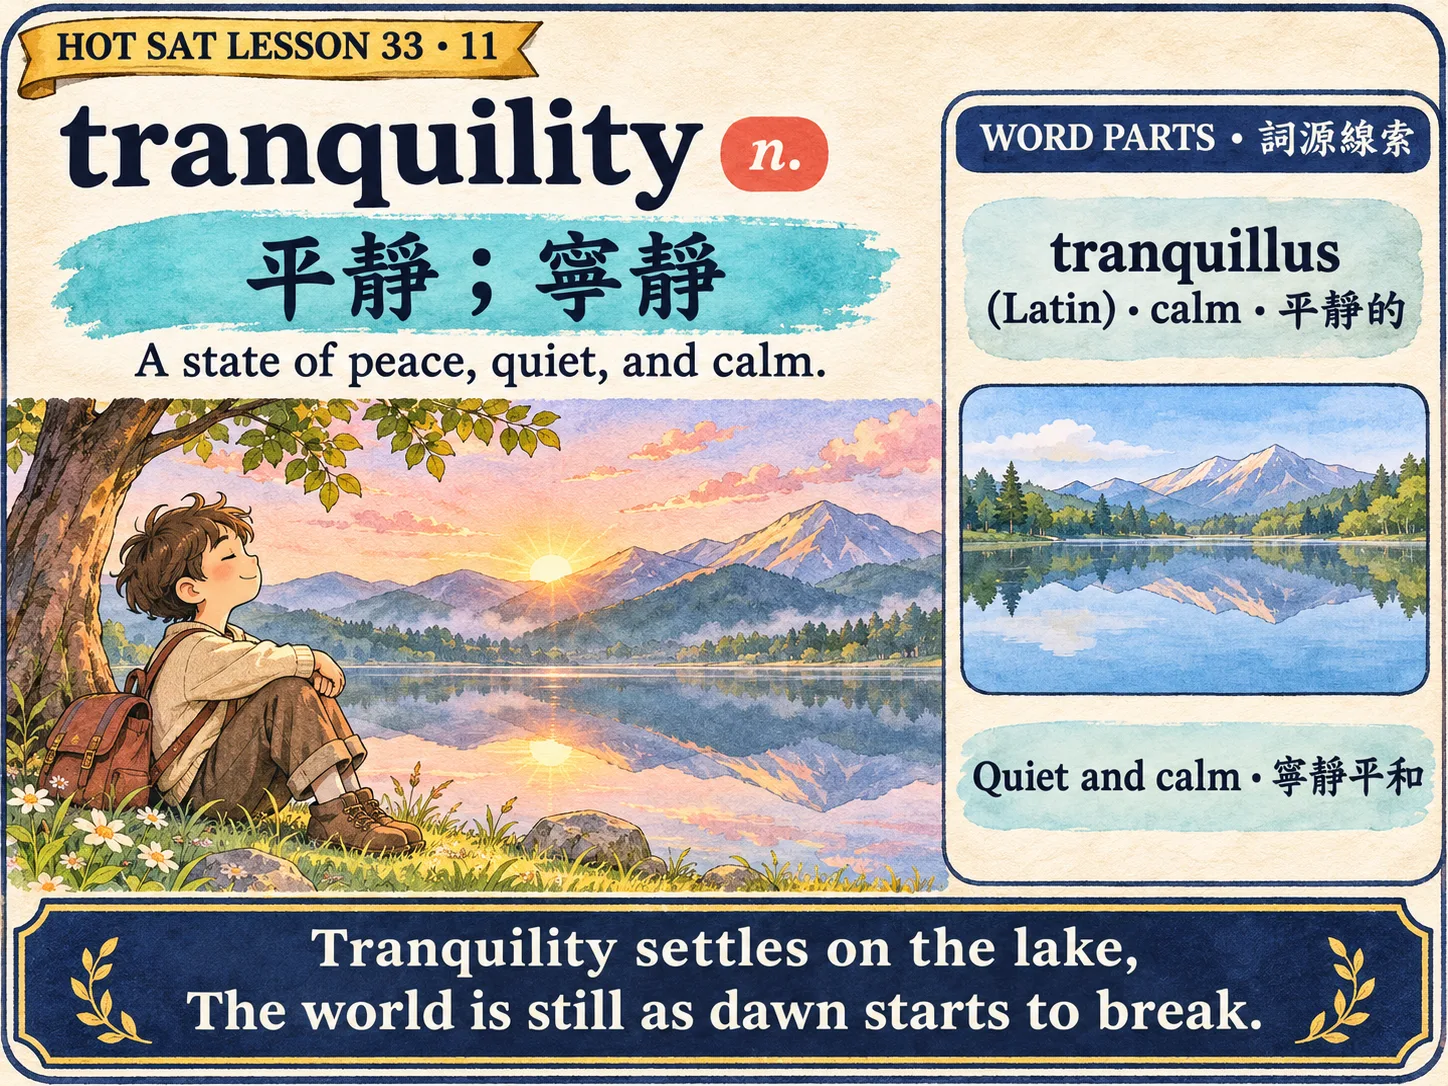 HOT SAT LESSON 33 • 11
tranquility n.
平靜；寧靜
A state of peace, quiet, and calm.
WORD PARTS • 詞源線索
tranquillus
(Latin) • calm • 平靜的
Quiet and calm • 寧靜平和
Tranquility settles on the lake,
The world is still as dawn starts to break.